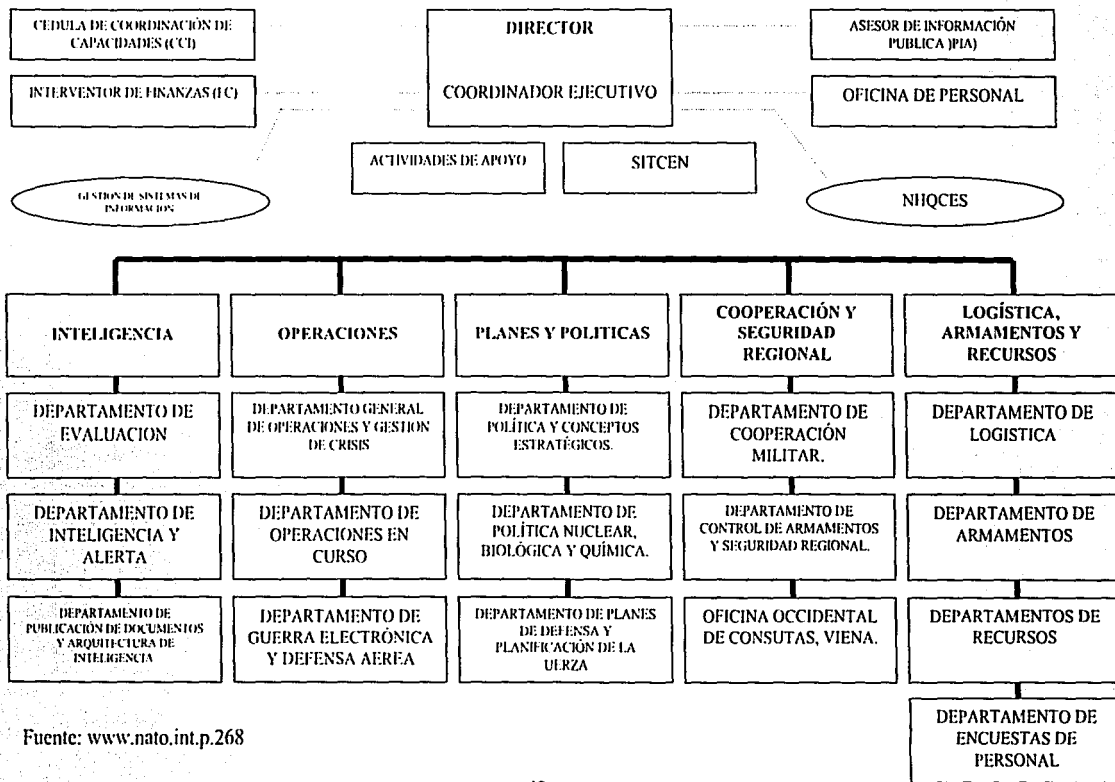 CEDULA DE COORDINACIÓN DE
CAPACIDADES (CCI)
DIRECTOR
COORDINADOR EJECUTIVO
ASESOR DE INFORMACIÓN
PUBLICA )PIA)
INTERVENTOR DE FINANZAS (FC)
OFICINA DE PERSONAL
ACTIVIDADES DE APOYO
SITCEN
GESTION DE SISTEMAS DE
INFORMACION
NHQCES
INTELIGENCIA
OPERACIONES
PLANES Y POLITICAS
COOPERACIÓN Y
SEGURIDAD
REGIONAL
LOGÍSTICA,
ARMAMENTOS Y
RECURSOS
DEPARTAMENTO DE
EVALUACION
DEPARTAMENTO GENERAL
DE OPERACIONES Y GESTION
DE CRISIS
DEPARTAMENTO DE
POLÍTICA Y CONCEPTOS
ESTRATÉGICOS.
DEPARTAMENTO DE
COOPERACIÓN
MILITAR.
DEPARTAMENTO DE
LOGISTICA
DEPARTAMENTO DE
INTELIGENCIA Y
ALERTA
DEPARTAMENTO DE
OPERACIONES EN
CURSO
DEPARTAMENTO DE
POLÍTICA NUCLEAR,
BIOLÓGICA Y QUÍMICA.
DEPARTAMENTO DE
CONTROL DE ARMAMENTOS
Y SEGURIDAD REGIONAL.
DEPARTAMENTO DE
ARMAMENTOS
DEPARTAMENTO DE
PUBLICACIÓN DE DOCUMENTOS
Y ARQUITECTURA DE
INTELIGENCIA
DEPARTAMENTO DE
GUERRA ELECTRÓNICA
Y DEFENSA AEREA
DEPARTAMENTO DE PLANES
DE DEFENSA Y
PLANIFICACIÓN DE LA
UERZA
OFICINA OCCIDENTAL
DE CONSUTAS, VIENA.
DEPARTAMENTOS DE
RECURSOS
DEPARTAMENTO DE
ENCUESTAS DE
PERSONAL
Fuente: www.nato.int.p.268